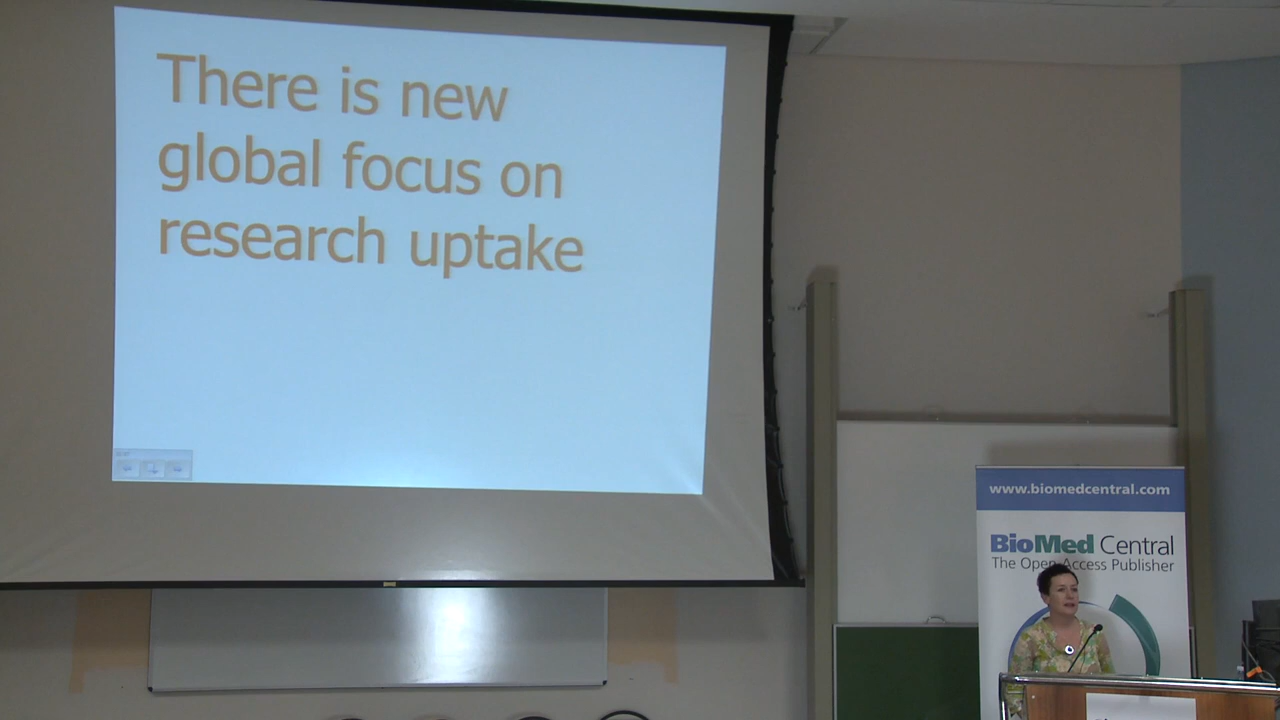 There is new
global focus on
research uptake
www.biomedcentral.com
BioMed Central
The Open Access Publisher